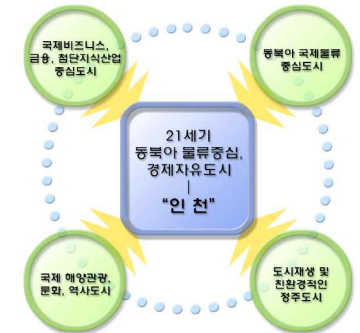 국제비즈니스,
금융, 첨단지식산업
중심도시
동북아 국제물류
중심도시
21세기
동북아 물류중심,
경제자유도시
|
“인 천”
국제 해양관광,
문화, 역사도시
도시재생 및
친환경적인
정주도시